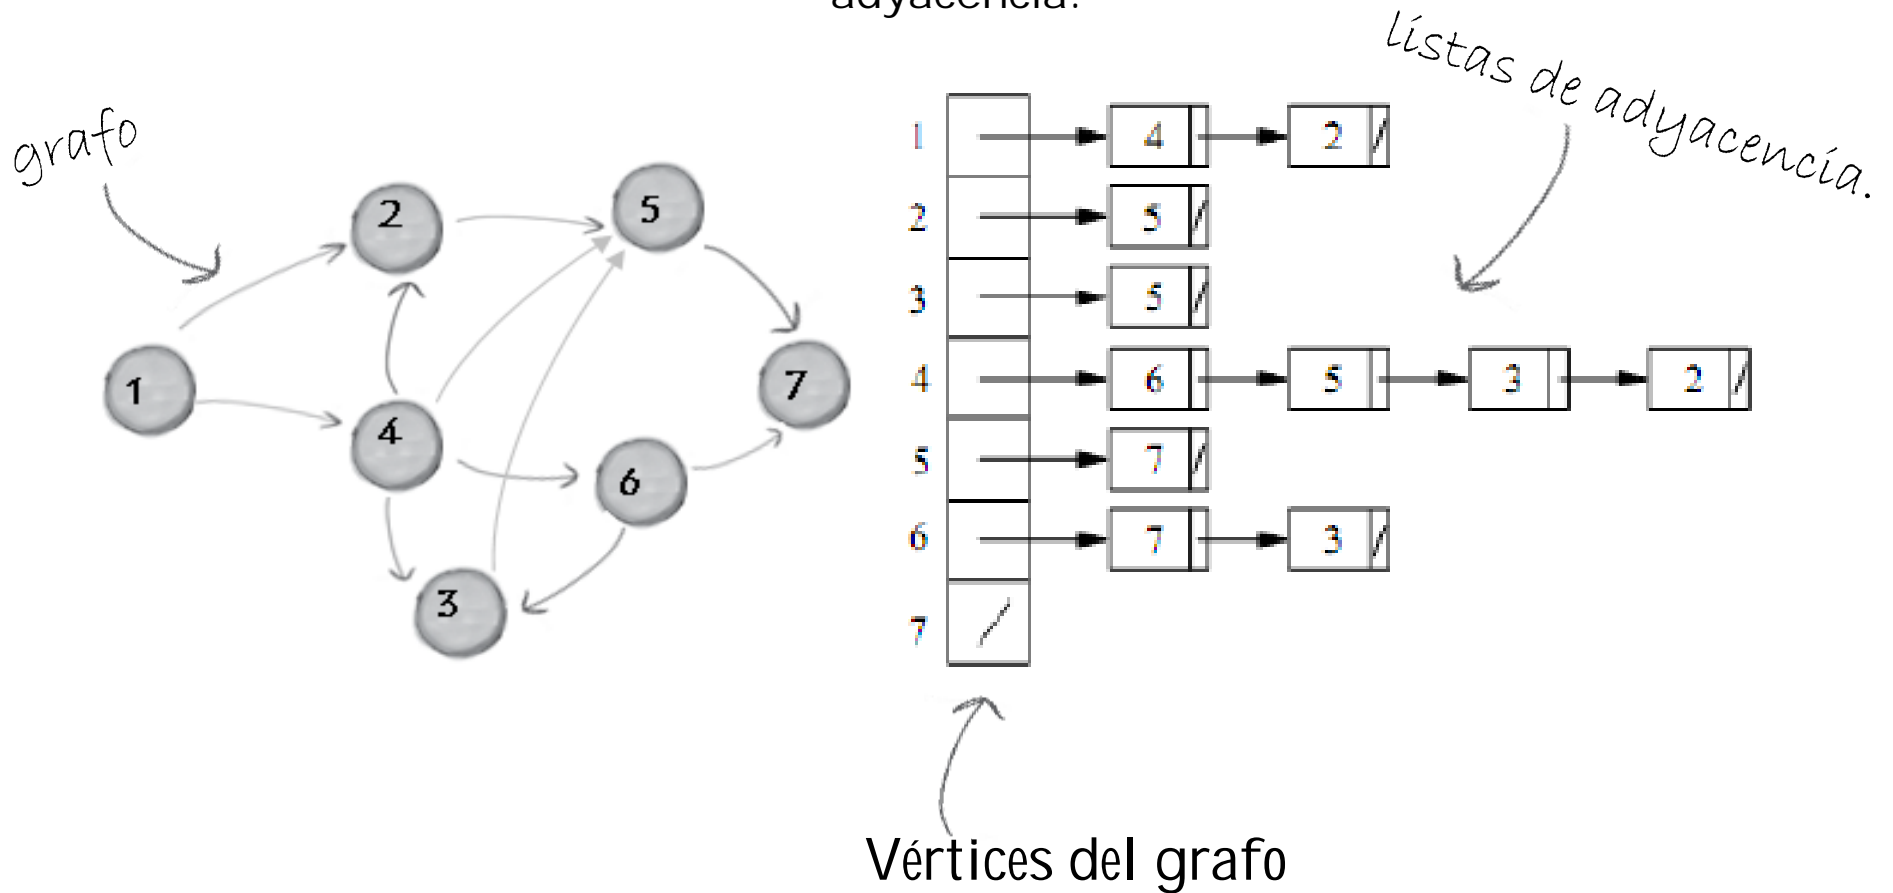 adyacencia.
grafo
listas de adyacencia.
2
5
1
4
7
6
3
1 4 2
2 5
3 5
4 6 5 3 2
5 7
6 7 3
7
Vértices del grafo